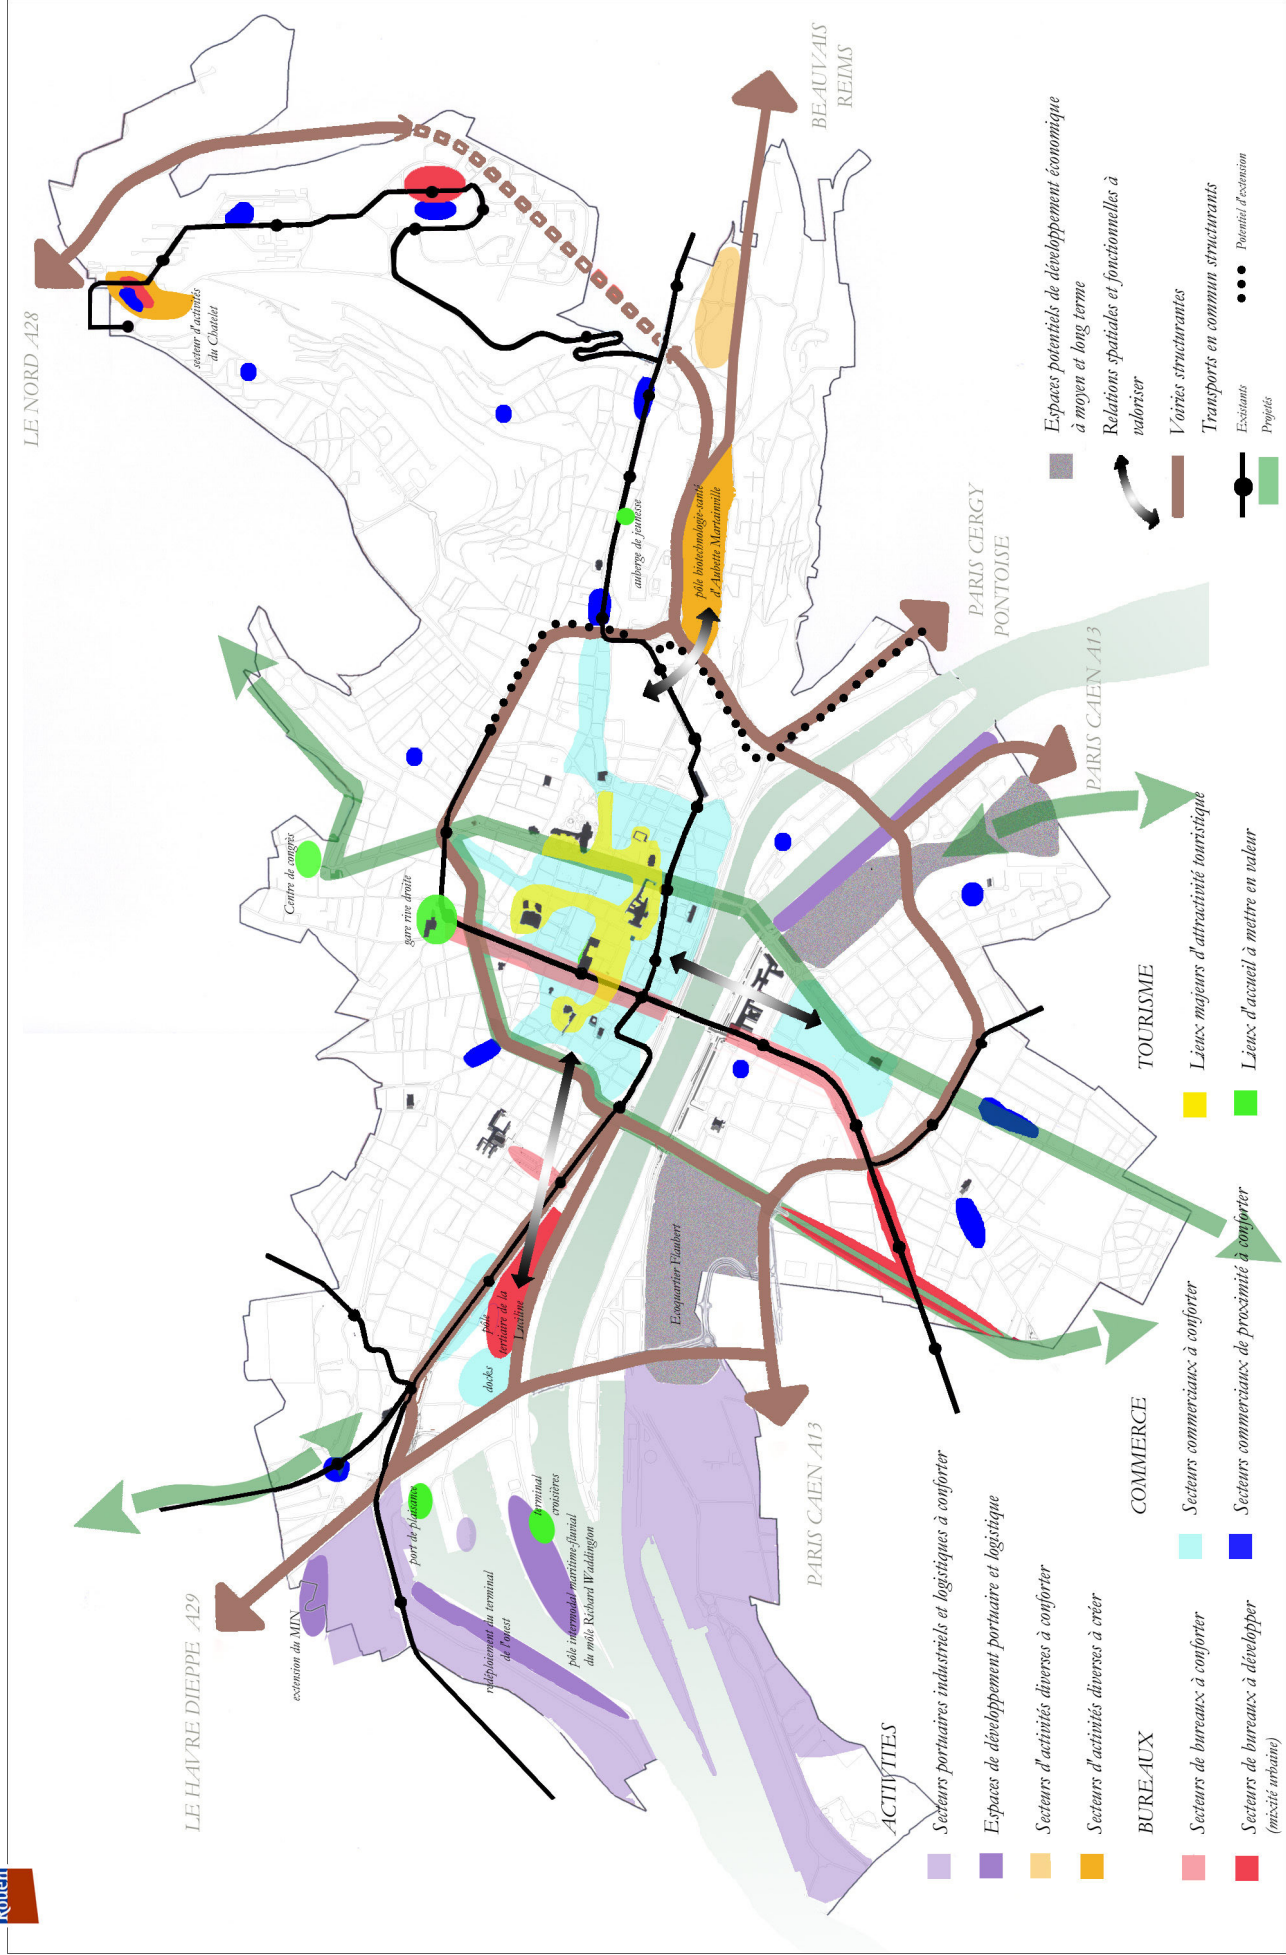 Rouen
LE NORD A28
secteur d'activités
du Chatelet
BEAUVAIS
REIMS
auberge de jeunesse
pôle biotechnologie-santé
d'Aubette Martainville
PARIS CERGY
PONTOISE
PARIS CAEN A13
Centre de congrès
gare rive droite
Ecoquartier Flaubert
pôle
tertiaire de la
Luciline
docks
port de plaisance
terminal
croisières
pôle intermodal maritime-fluvial
du môle Richard Waddington
redéploiement du terminal
de l'ouest
extension du MIN
LE HAVRE DIEPPE A29
PARIS CAEN A13
ACTIVITES
Secteurs portuaires industriels et logistiques à conforter
Espaces de développement portuaire et logistique
Secteurs d'activités diverses à conforter
Secteurs d'activités diverses à créer
BUREAUX
Secteurs de bureaux à conforter
Secteurs de bureaux à développer
(mixité urbaine)
COMMERCE
Secteurs commerciaux à conforter
Secteurs commerciaux de proximité à conforter
TOURISME
Lieux majeurs d'attractivité touristique
Lieux d'accueil à mettre en valeur
Espaces potentiels de développement économique
à moyen et long terme
Relations spatiales et fonctionnelles à
valoriser
Voiries structurantes
Transports en commun structurants
Existants
Potentiel d'extension
Projetés